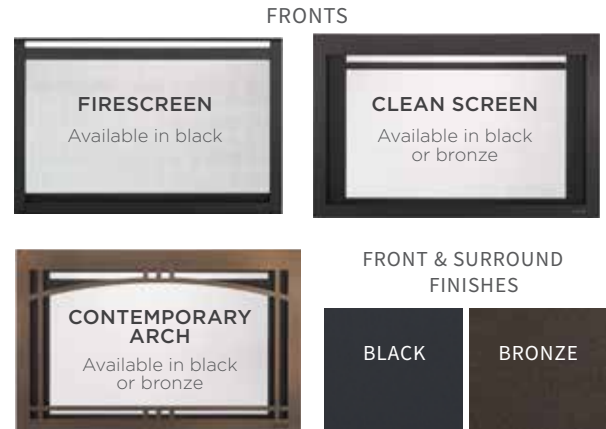 FRONTS
FIRESCREEN
Available in black
CLEAN SCREEN
Available in black
or bronze
CONTEMPORARY
ARCH
Available in black
or bronze
FRONT & SURROUND
FINISHES
BLACK
BRONZE